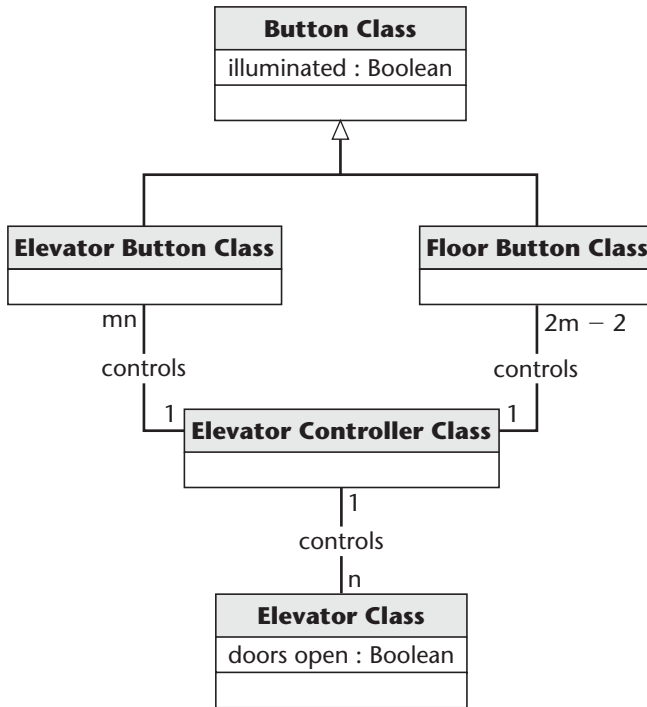 Button Class
illuminated : Boolean
Elevator Button Class
Floor Button Class
mn
2m − 2
controls
controls
1
1
Elevator Controller Class
1
controls
n
Elevator Class
doors open : Boolean